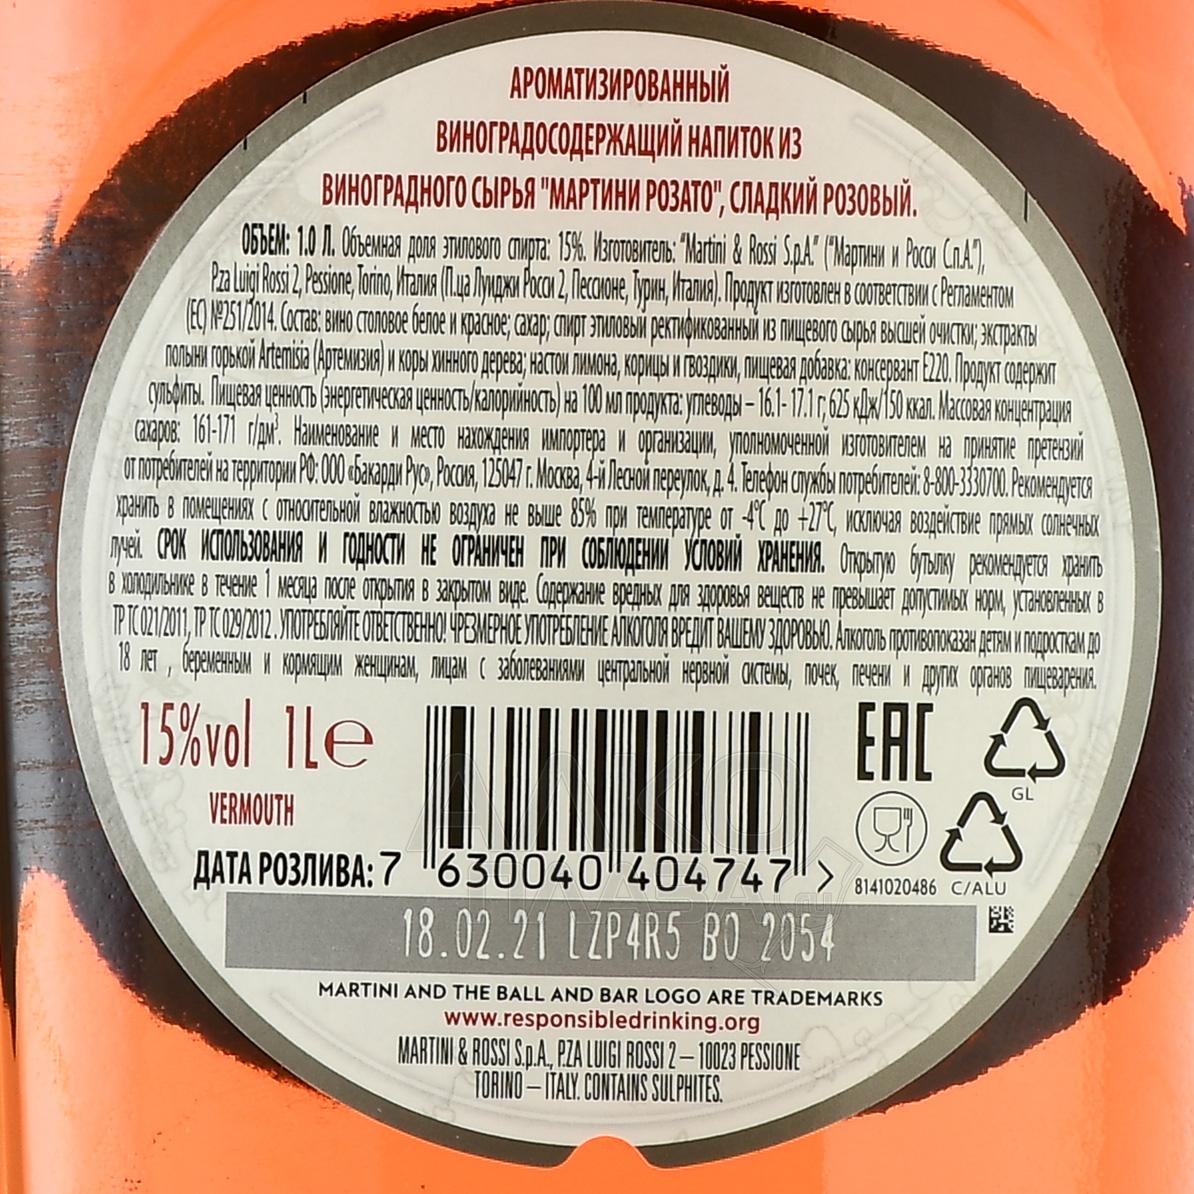 АРОМАТИЗИРОВАННЫЙ
ВИНОГРАДОСОДЕРЖАЩИЙ НАПИТОК ИЗ
ВИНОГРАДНОГО СЫРЬЯ "МАРТИНИ РОЗАТО", СЛАДКИЙ РОЗОВЫЙ.
ОБЪЕМ: 1.0 Л. Объемная доля этилового спирта: 15%. Изготовитель: “Martini & Rossi S.p.A.” (“Мартини и Росси С.п.А.”),
P.za Luigi Rossi 2, Pessione, Torino, Италия (П.ца Луиджи Росси 2, Пессионе, Турин, Италия). Продукт изготовлен в соответствии с Регламентом
(ЕС) №251/2014. Состав: вино столовое белое и красное; сахар; спирт этиловый ректификованный из пищевого сырья высшей очистки; экстракты
полыни горькой Artemisia (Артемизия) и коры хинного дерева; настои лимона, корицы и гвоздики, пищевая добавка: консервант Е220. Продукт содержит
сульфиты. Пищевая ценность (энергетическая ценность/калорийность) на 100 мл продукта: углеводы – 16.1- 17.1 г; 625 кДж/150 ккал. Массовая концентрация
сахаров: 161-171 г/дм³. Наименование и место нахождения импортера и организации, уполномоченной изготовителем на принятие претензий
от потребителей на территории РФ: ООО «Бакарди Рус», Россия, 125047 г. Москва, 4-й Лесной переулок, д. 4. Телефон службы потребителей: 8-800-3330700. Рекомендуется
хранить в помещениях с относительной влажностью воздуха не выше 85% при температуре от -4°С до +27°С, исключая воздействие прямых солнечных
лучей. СРОК ИСПОЛЬЗОВАНИЯ И ГОДНОСТИ НЕ ОГРАНИЧЕН ПРИ СОБЛЮДЕНИИ УСЛОВИЙ ХРАНЕНИЯ. Открытую бутылку рекомендуется хранить
в холодильнике в течение 1 месяца после открытия в закрытом виде. Содержание вредных для здоровья веществ не превышает допустимых норм, установленных в
ТР ТС 021/2011, ТР ТС 029/2012 . УПОТРЕБЛЯЙТЕ ОТВЕТСТВЕННО! ЧРЕЗМЕРНОЕ УПОТРЕБЛЕНИЕ АЛКОГОЛЯ ВРЕДИТ ВАШЕМУ ЗДОРОВЬЮ. Алкоголь противопоказан детям и подросткам до
18 лет , беременным и кормящим женщинам, лицам с заболеваниями центральной нервной системы, почек, печени и других органов пищеварения.
15%vol 1L e
EAC
GL
VERMOUTH
ДАТА РОЗЛИВА: 7 630040 404747 >
8141020486 C/ALU
18.02.21 LZP4R5 BO 2054
MARTINI AND THE BALL AND BAR LOGO ARE TRADEMARKS
www.responsibledrinking.org
MARTINI & ROSSI S.p.A., P.ZA LUIGI ROSSI 2 – 10023 PESSIONE
TORINO – ITALY. CONTAINS SULPHITES.